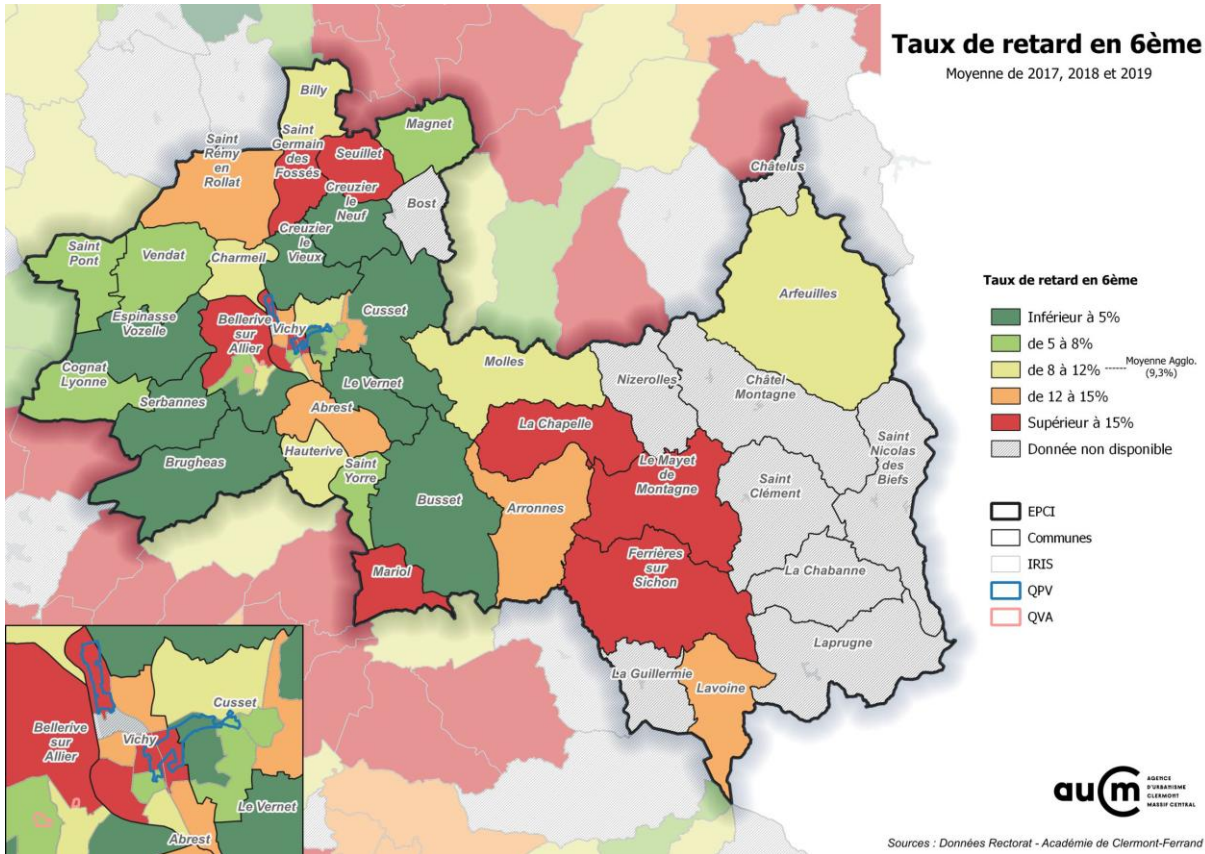 Taux de retard en 6ème
Moyenne de 2017, 2018 et 2019
Billy
Magnet
Saint
Rémy
en
Rollat
Saint
Germain
des
Fossés
Seuillet
Creuzier
le
Neuf
Bost
Châtelus
Saint
Pont
Vendat
Charmeil
Creuzier
le
Vieux
Arfeuilles
Espinasse
Vozelle
Bellerive
sur
Allier
Vichy
Cusset
Molles
Nizerolles
Châtel
Montagne
Cognat
Lyonne
Serbannes
Le Vernet
Abrest
La Chapelle
Saint
Nicolas
des
Biefs
Brugheas
Hauterive
Saint
Yorre
Busset
Arronnes
Le Mayet
de
Montagne
Saint
Clément
Mariol
Ferrières
sur
Sichon
La Chabanne
Laprugne
La Guillermie
Lavoine
Taux de retard en 6ème
Inférieur à 5%
de 5 à 8%
de 8 à 12% ------ Moyenne Agglo.
(9,3%)
de 12 à 15%
Supérieur à 15%
Donnée non disponible
EPCI
Communes
IRIS
QPV
QVA
Cusset
Bellerive
sur
Allier
Vichy
Le Vernet
Abrest
auCm
AGENCE
D'URBANISME
CLERMONT
MASSIF CENTRAL
Sources : Données Rectorat - Académie de Clermont-Ferrand